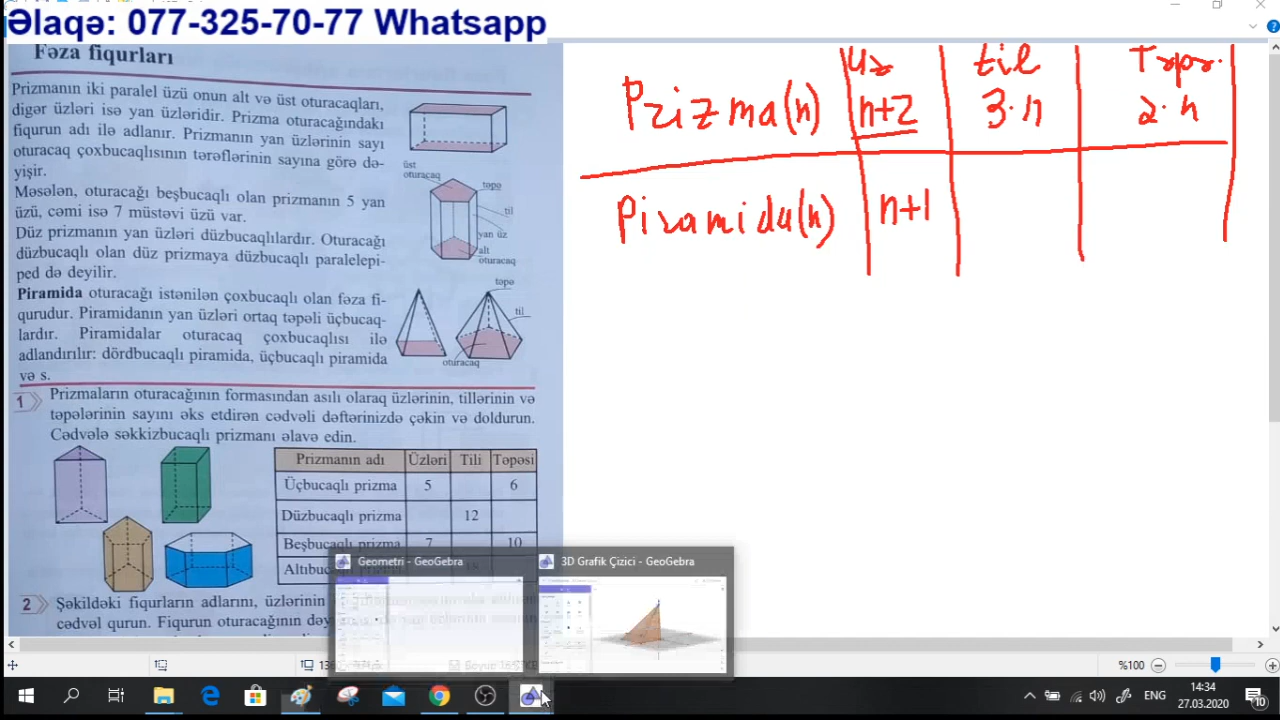 Əlaqə: 077-325-70-77 Whatsapp
Fəza fiqurları
Prizmanın iki paralel üzü onun alt və üst oturacaqları,
digər üzləri isə yan üzləridir. Prizma oturacağındakı
fiqurun adı ilə adlanır. Prizmanın yan üzlərinin sayı
oturacaq çoxbucaqlısının tərəflərinin sayına görə də-
yişir.
Məsələn, oturacağı beşbucaqlı olan prizmanın 5 yan
üzü, cəmi isə 7 müstəvi üzü var.
Düz prizmanın yan üzləri düzbucaqlılardır. Oturacağı
düzbucaqlı olan düz prizmaya düzbucaqlı paralelepi-
ped də deyilir.
Piramida oturacağı istənilən çoxbucaqlı olan fəza fi-
qurudur. Piramidanın yan üzləri ortaq təpəli üçbucaq-
lardır. Piramidalar oturacaq çoxbucaqlısı ilə
adlandırılır: dördbucaqlı piramida, üçbucaqlı piramida
və s.
üst
oturacaq
təpə
til
yan üz
alt
oturacaq
təpə
til
oturacaq
1 Prizmaların oturacağının formasından asılı olaraq üzlərinin, tillərinin və
təpələrinin sayını əks etdirən cədvəli dəftərinizdə çəkin və doldurun.
Cədvələ səkkizbucaqlı prizmanı əlavə edin.
Prizmanın adı Üzləri Tili Təpəsi
Üçbucaqlı prizma 5 6
Düzbucaqlı prizma 12
Beşbucaqlı prizma 7 10
Altıbucaqlı
2 Şəkildəki fiqurların adlarını, üzlərinin
cədvəl qurun. Fiqurun oturacağının
üz til Təpə.
Prizma(n) n+2 3·n 2·n
Piramida(n) n+1
Geometri - GeoGebra
3D Grafik Çizici - GeoGebra
%100
ENG
14:34
27.03.2020
10